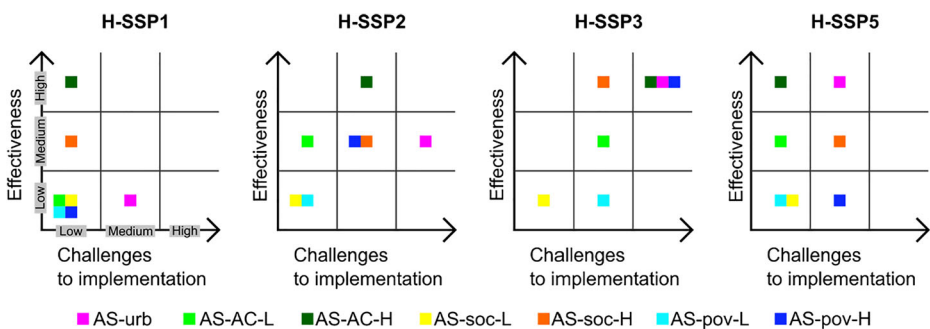 H-SSP1 H-SSP2 H-SSP3 H-SSP5
Effectiveness Effectiveness Effectiveness Effectiveness
High
Medium
Low
Low Medium High
Challenges Challenges Challenges Challenges
to implementation to implementation to implementation to implementation
AS-urb AS-AC-L AS-AC-H AS-soc-L AS-soc-H AS-pov-L AS-pov-H